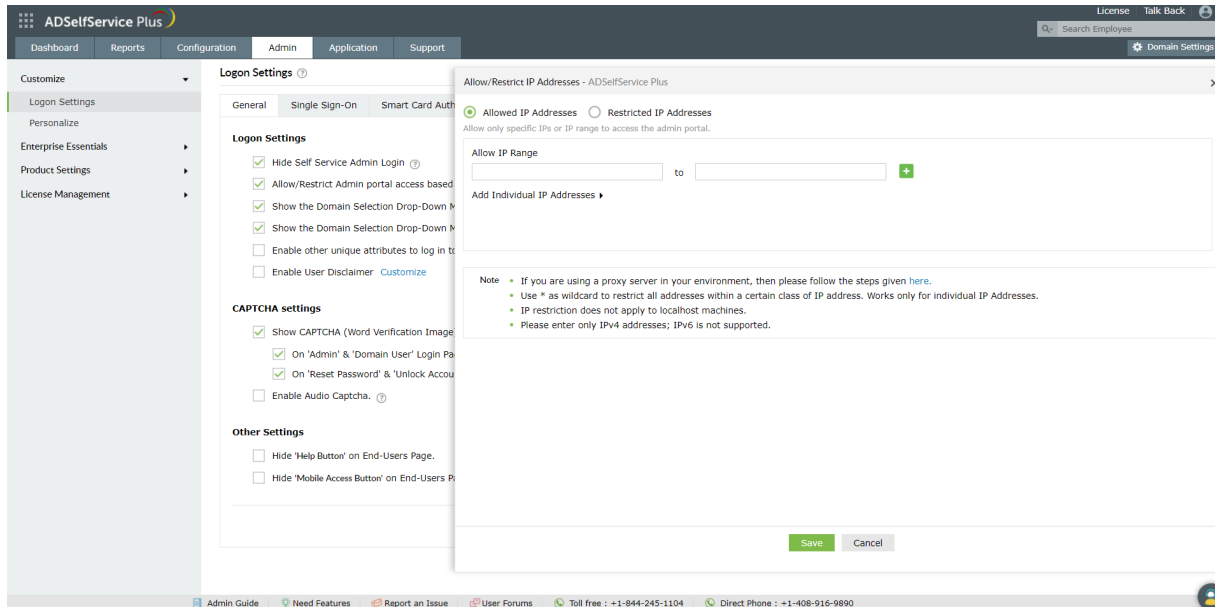 License Talk Back
ADSelfService Plus
Search Employee
Dashboard Reports Configuration Admin Application Support
Domain Settings
Customize
Logon Settings
Personalize
Enterprise Essentials
Product Settings
License Management
Logon Settings
General Single Sign-On Smart Card Auth
Logon Settings
Hide Self Service Admin Login
Allow/Restrict Admin portal access based
Show the Domain Selection Drop-Down M
Show the Domain Selection Drop-Down M
Enable other unique attributes to log in to
Enable User Disclaimer Customize
CAPTCHA settings
Show CAPTCHA (Word Verification Image)
On 'Admin' & 'Domain User' Login Pa
On 'Reset Password' & 'Unlock Accou
Enable Audio Captcha.
Other Settings
Hide 'Help Button' on End-Users Page.
Hide 'Mobile Access Button' on End-Users Pa
Allow/Restrict IP Addresses - ADSelfService Plus
Allowed IP Addresses Restricted IP Addresses
Allow only specific IPs or IP range to access the admin portal.
Allow IP Range
to
Add Individual IP Addresses
Note • If you are using a proxy server in your environment, then please follow the steps given here.
• Use * as wildcard to restrict all addresses within a certain class of IP address. Works only for individual IP Addresses.
• IP restriction does not apply to localhost machines.
• Please enter only IPv4 addresses; IPv6 is not supported.
Save Cancel
Admin Guide Need Features Report an Issue User Forums Toll free : +1-844-245-1104 Direct Phone : +1-408-916-9890